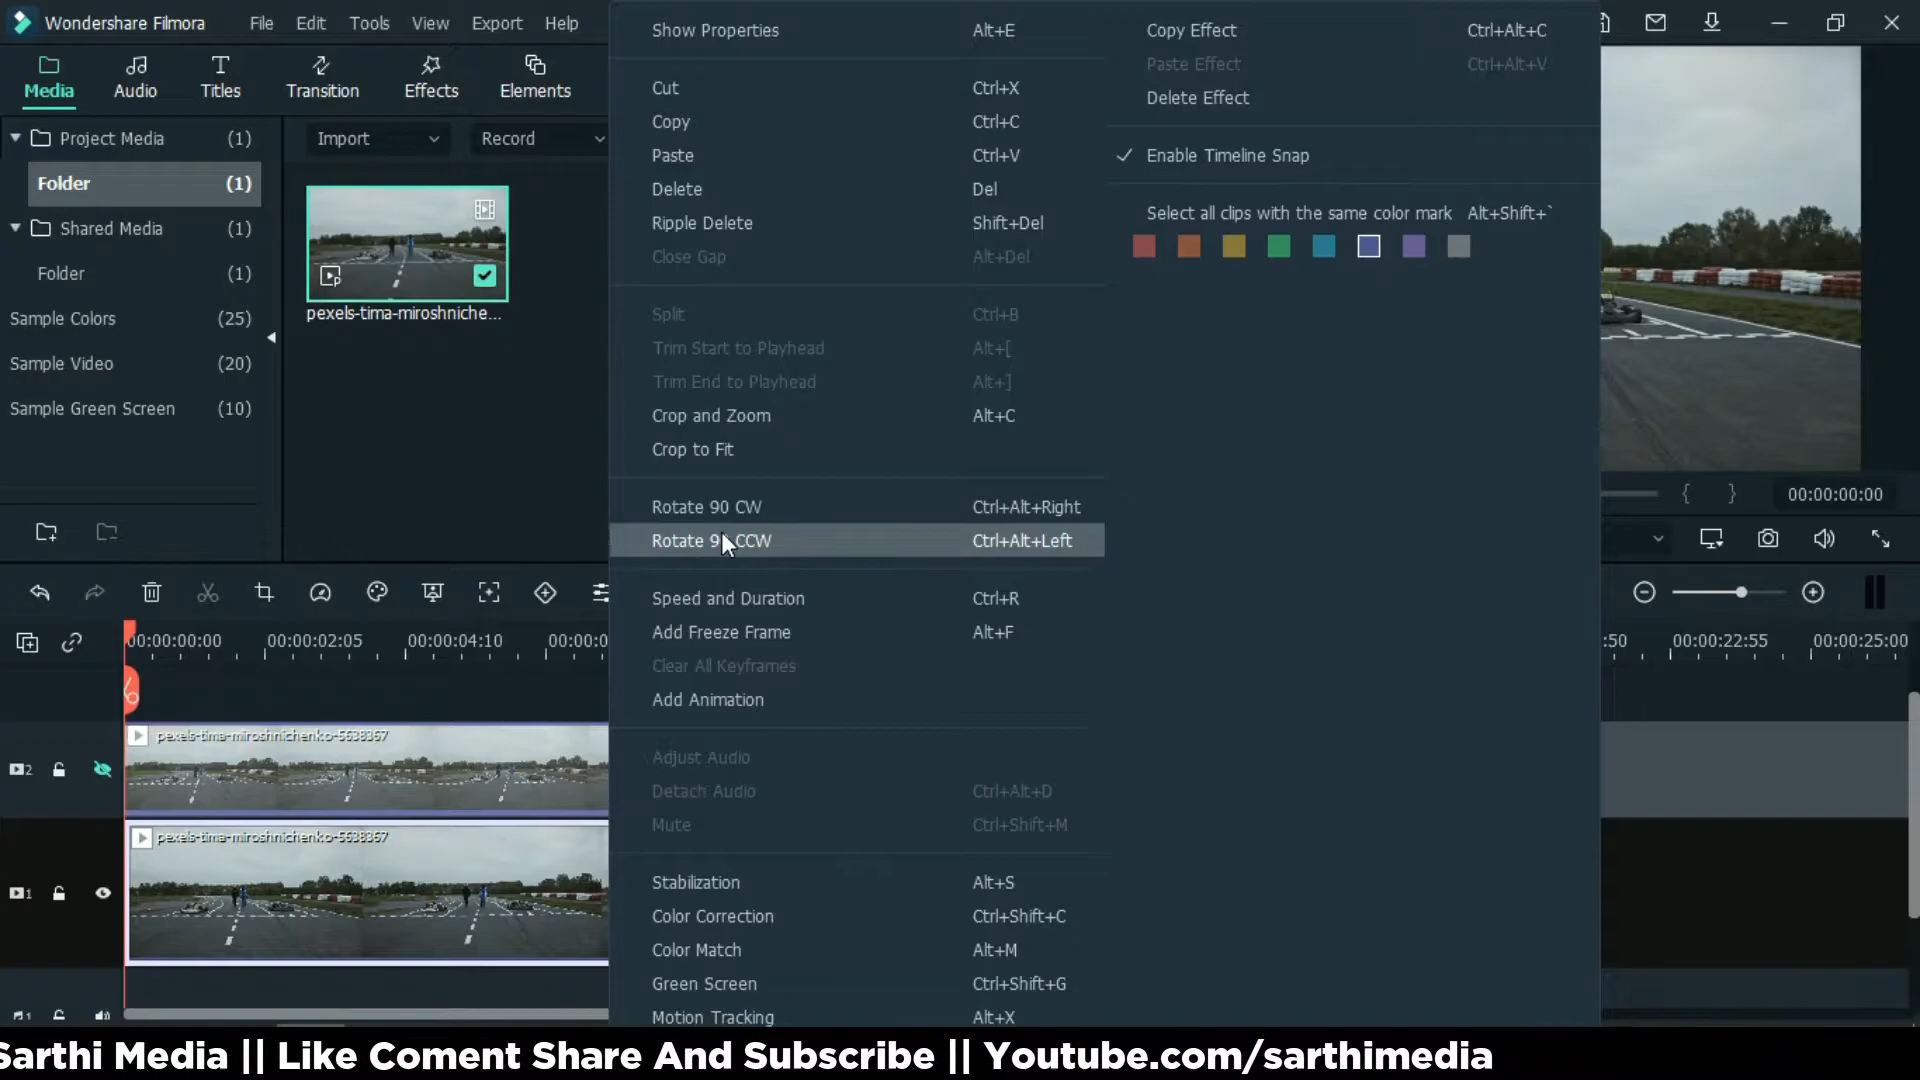 Wondershare Filmora
File Edit Tools View Export Help
Media Audio Titles Transition Effects Elements
Project Media (1)
Folder (1)
Shared Media (1)
Folder (1)
Sample Colors (25)
Sample Video (20)
Sample Green Screen (10)
Import Record
pexels-tima-miroshniche...
Show Properties Alt+E
Cut Ctrl+X
Copy Ctrl+C
Paste Ctrl+V
Delete Del
Ripple Delete Shift+Del
Close Gap Alt+Del
Split Ctrl+B
Trim Start to Playhead Alt+[
Trim End to Playhead Alt+]
Crop and Zoom Alt+C
Crop to Fit
Rotate 90 CW Ctrl+Alt+Right
Rotate 90 CCW Ctrl+Alt+Left
Speed and Duration Ctrl+R
Add Freeze Frame Alt+F
Clear All Keyframes
Add Animation
Adjust Audio
Detach Audio Ctrl+Alt+D
Mute Ctrl+Shift+M
Stabilization Alt+S
Color Correction Ctrl+Shift+C
Color Match Alt+M
Green Screen Ctrl+Shift+G
Motion Tracking Alt+X
Copy Effect Ctrl+Alt+C
Paste Effect Ctrl+Alt+V
Delete Effect
Enable Timeline Snap
Select all clips with the same color mark Alt+Shift+`
{ } 00:00:00:00
00:00:00:00 00:00:02:05 00:00:04:10 00:00:0
:50 00:00:22:55 00:00:25:00
pexels-tima-miroshnichenko-5638367
2
pexels-tima-miroshnichenko-5638367
1
1
Sarthi Media || Like Coment Share And Subscribe || Youtube.com/sarthimedia